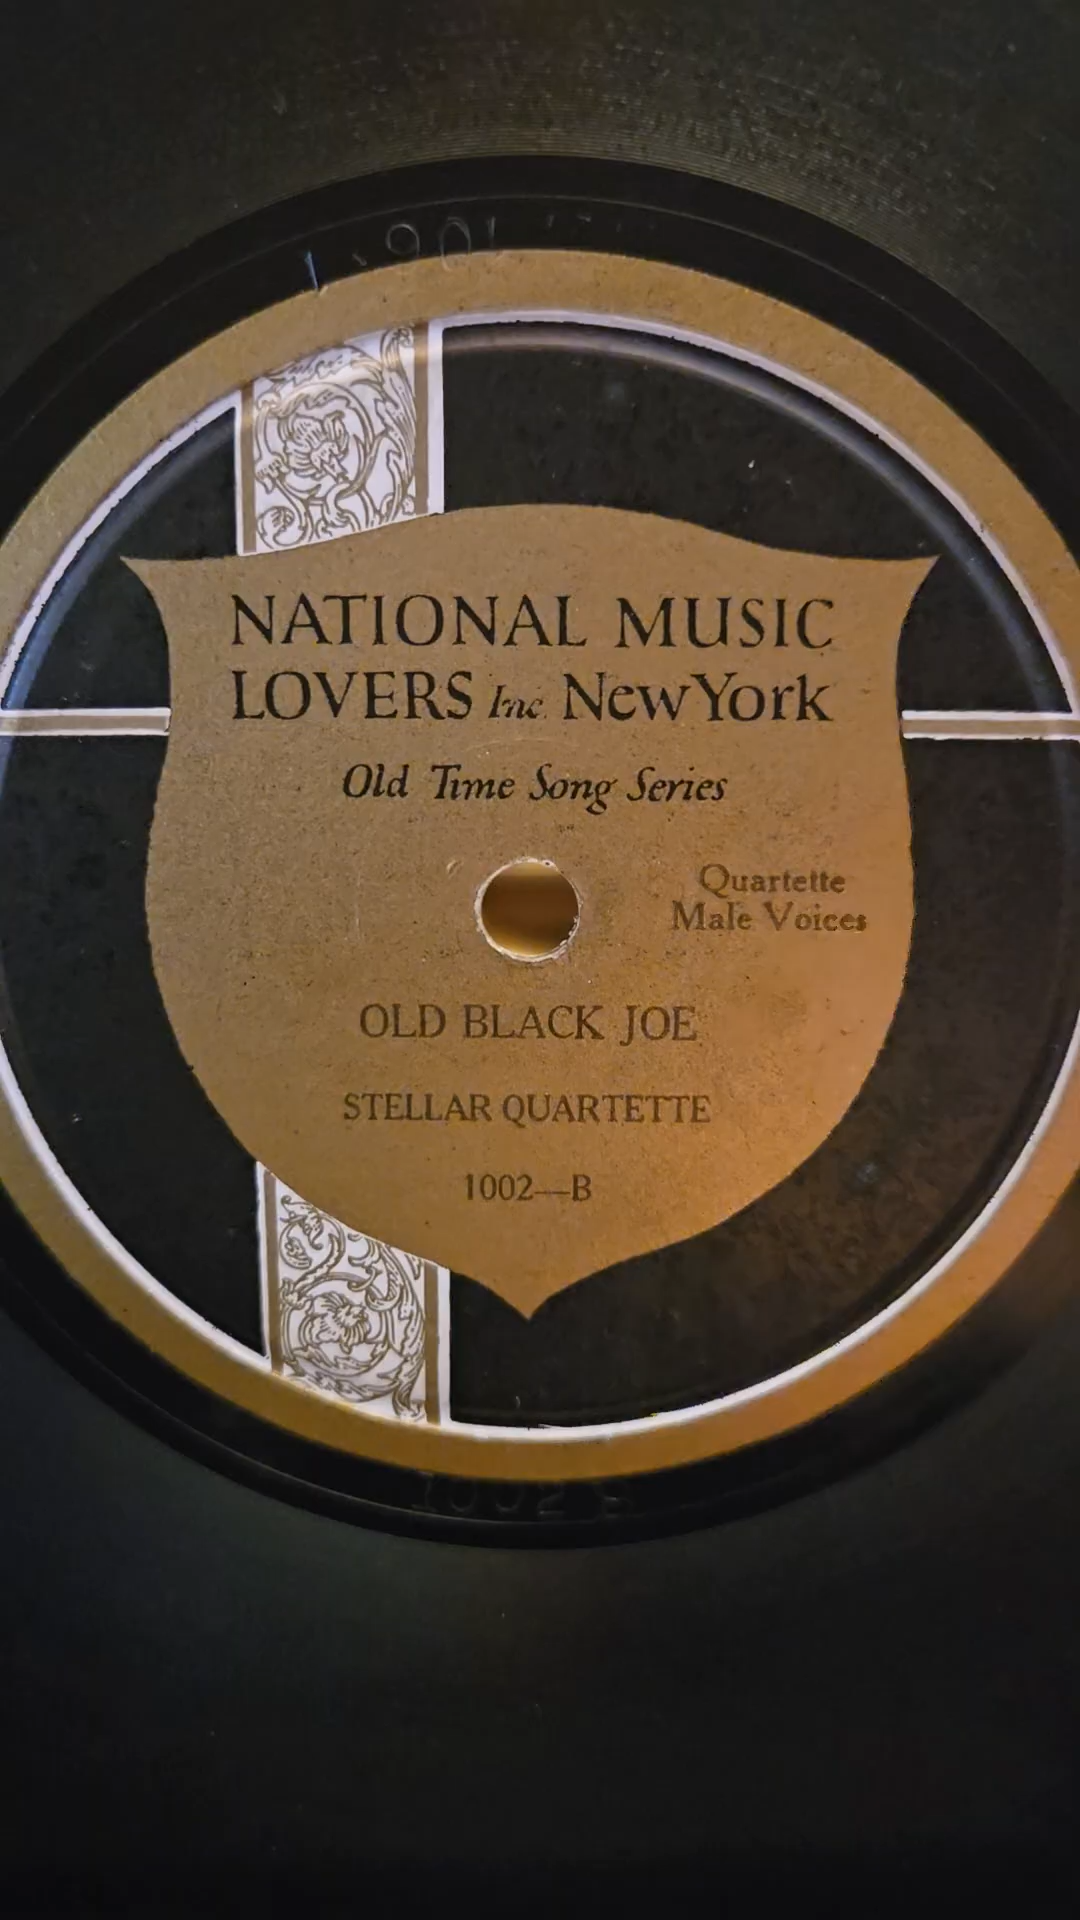 NATIONAL MUSIC
LOVERS Inc. New York
Old Time Song Series
Quartette
Male Voices
OLD BLACK JOE
STELLAR QUARTETTE
1002—B